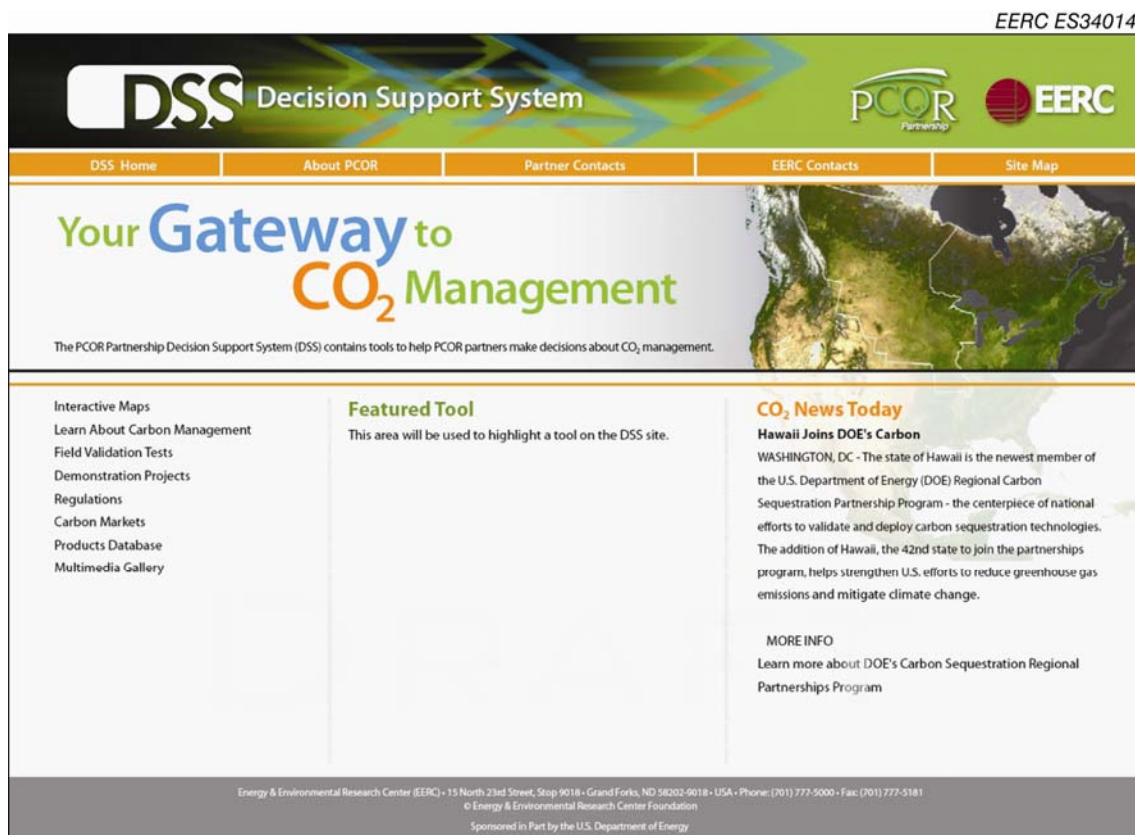 EERC ES34014
DSS Decision Support System
PCOR
Partnership
EERC
DSS Home
About PCOR
Partner Contacts
EERC Contacts
Site Map
Your Gateway to
CO₂ Management
The PCOR Partnership Decision Support System (DSS) contains tools to help PCOR partners make decisions about CO₂ management.
Interactive Maps
Learn About Carbon Management
Field Validation Tests
Demonstration Projects
Regulations
Carbon Markets
Products Database
Multimedia Gallery
Featured Tool
This area will be used to highlight a tool on the DSS site.
CO₂ News Today
Hawaii Joins DOE's Carbon
WASHINGTON, DC - The state of Hawaii is the newest member of
the U.S. Department of Energy (DOE) Regional Carbon
Sequestration Partnership Program - the centerpiece of national
efforts to validate and deploy carbon sequestration technologies.
The addition of Hawaii, the 42nd state to join the partnerships
program, helps strengthen U.S. efforts to reduce greenhouse gas
emissions and mitigate climate change.
MORE INFO
Learn more about DOE's Carbon Sequestration Regional
Partnerships Program
Energy & Environmental Research Center (EERC) • 15 North 23rd Street, Stop 9018 • Grand Forks, ND 58202-9018 • USA • Phone: (701) 777-5000 • Fax: (701) 777-5181
© Energy & Environmental Research Center Foundation
Sponsored in Part by the U.S. Department of Energy